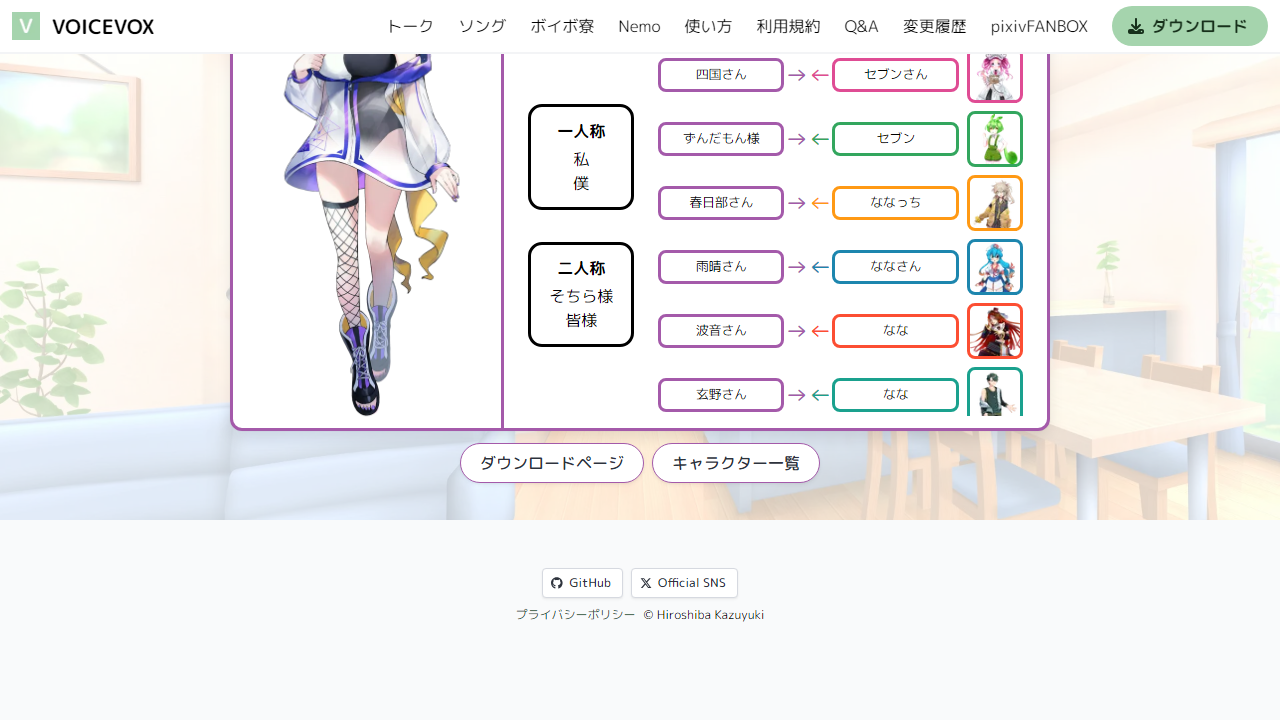 V VOICEVOX トーク ソング ボイボ寮 Nemo 使い方 利用規約 Q&A 変更履歴 pixivFANBOX ダウンロード
四国さん → ← セブンさん
一人称
私
僕
ずんだもん様 → ← セブン
春日部さん → ← ななっち
二人称
そちら様
皆様
雨晴さん → ← ななさん
波音さん → ← なな
玄野さん → ← なな
ダウンロードページ キャラクター一覧
GitHub Official SNS
プライバシーポリシー © Hiroshiba Kazuyuki